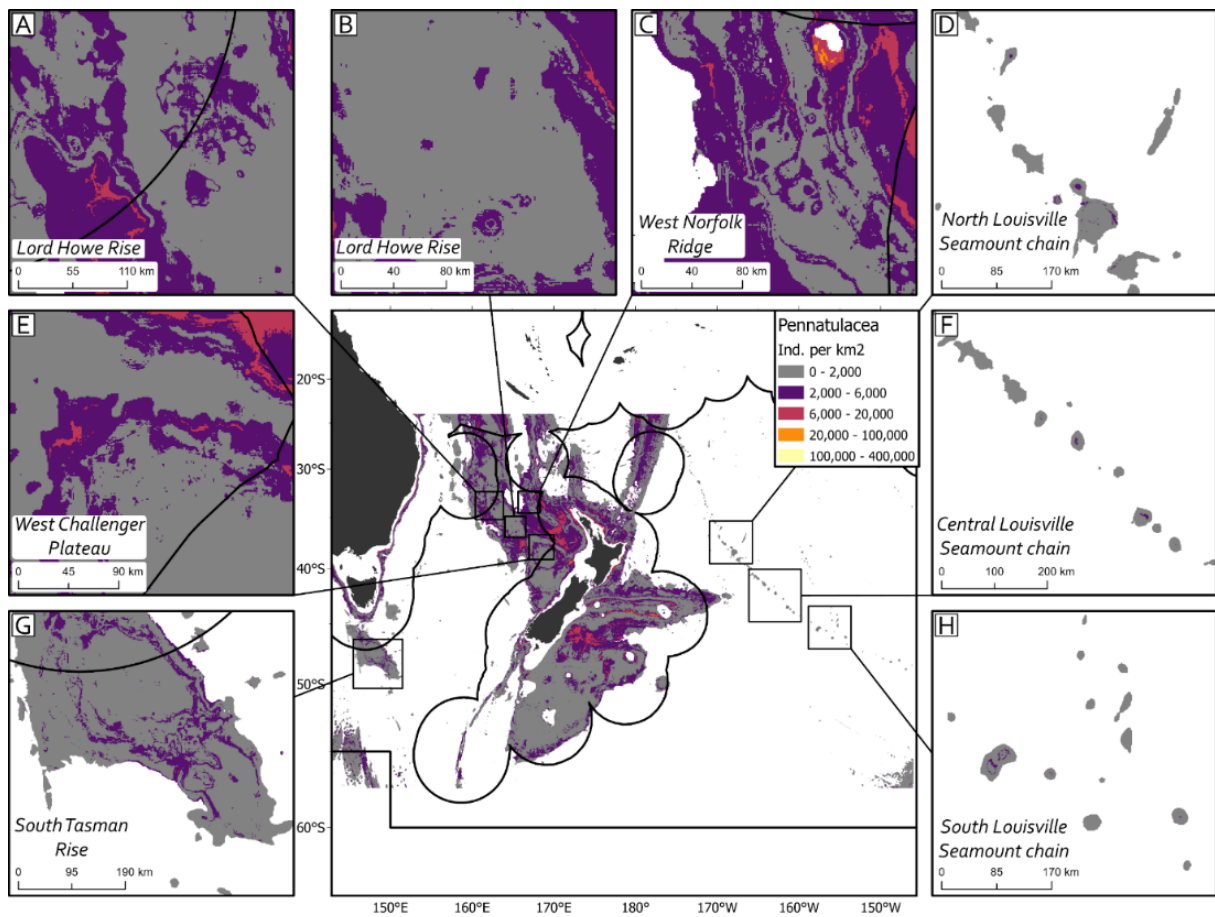 A
Lord Howe Rise
0 55 110 km
B
Lord Howe Rise
0 40 80 km
C
West Norfolk
Ridge
0 40 80 km
D
North Louisville
Seamount chain
0 85 170 km
E
West Challenger
Plateau
0 45 90 km
Pennatulacea
Ind. per km2
0 - 2,000
2,000 - 6,000
6,000 - 20,000
20,000 - 100,000
100,000 - 400,000
20°S
30°S
40°S
50°S
60°S
150°E 160°E 170°E 180° 170°W 160°W 150°W
F
Central Louisville
Seamount chain
0 100 200 km
G
South Tasman
Rise
0 95 190 km
H
South Louisville
Seamount chain
0 85 170 km